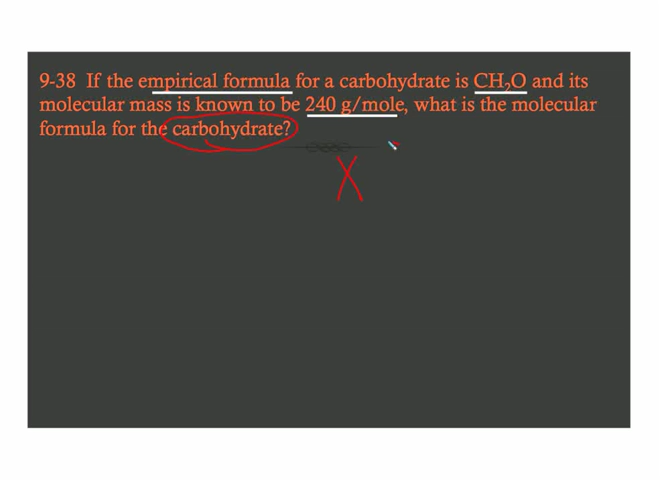 9-38 If the empirical formula for a carbohydrate is CH₂O and its
molecular mass is known to be 240 g/mole, what is the molecular
formula for the carbohydrate?
X